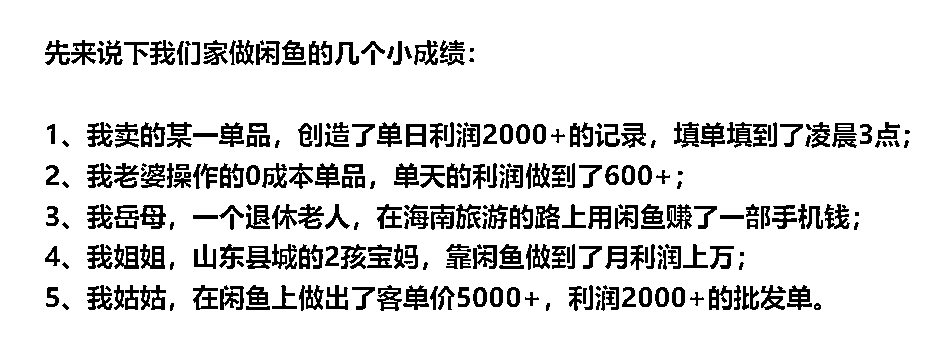 先来说下我们家做闲鱼的几个小成绩：
1、我卖的某一单品，创造了单日利润2000+的记录，填单填到了凌晨3点；
2、我老婆操作的0成本单品，单天的利润做到了600+；
3、我岳母，一个退休老人，在海南旅游的路上用闲鱼赚了一部手机钱；
4、我姐姐，山东县城的2孩宝妈，靠闲鱼做到了月利润上万；
5、我姑姑，在闲鱼上做出了客单价5000+，利润2000+的批发单。